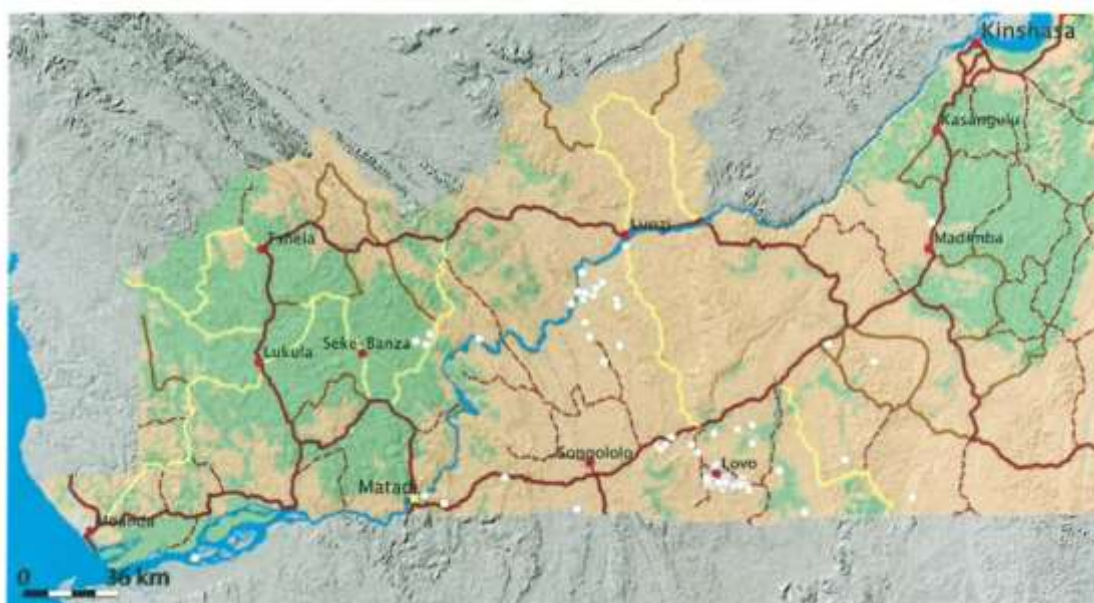 Kinshasa
Kasangulu
Luozi
Madimba
Tshela
Lukula
Seke-Banza
Songololo
Lovo
Matadi
Moanda
0 36 km